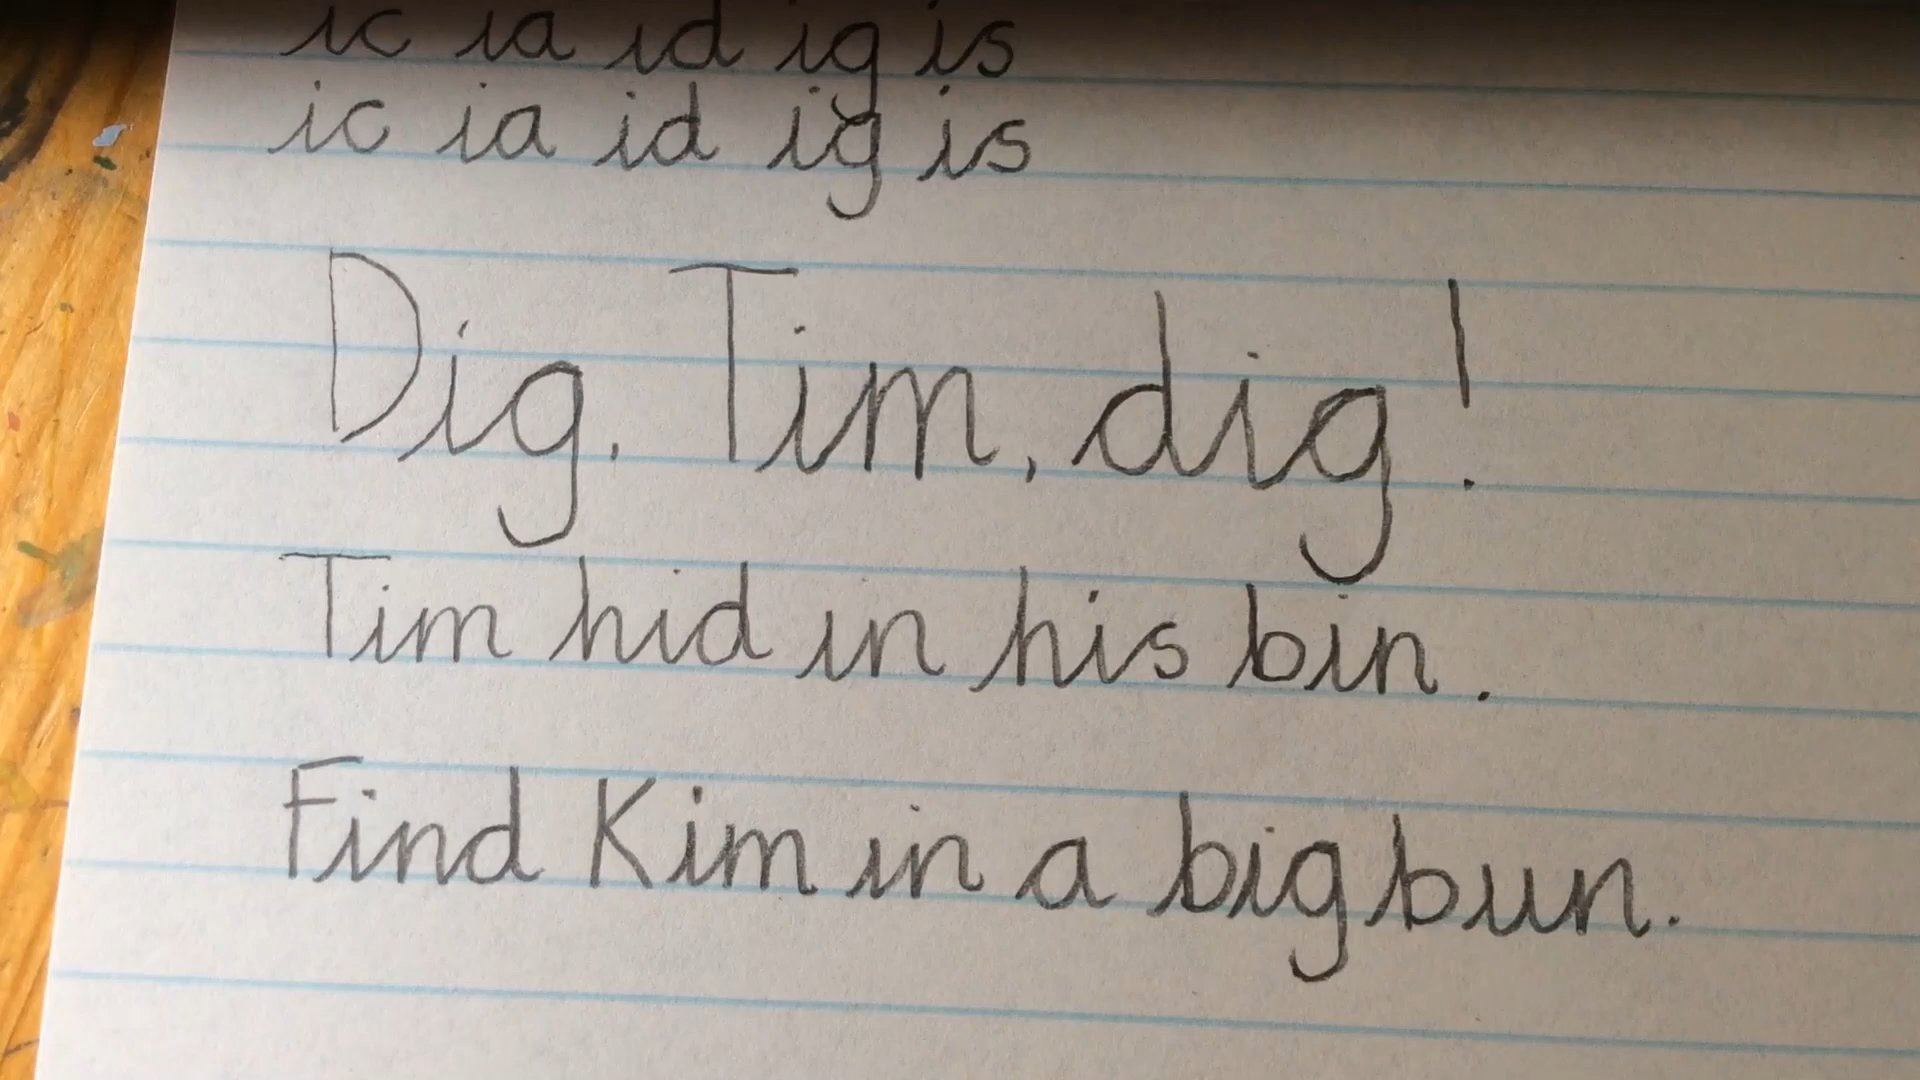 ic ia id ig is
ic ia id ig is
Dig, Tim, dig!
Tim hid in his bin.
Find Kim in a big bun.